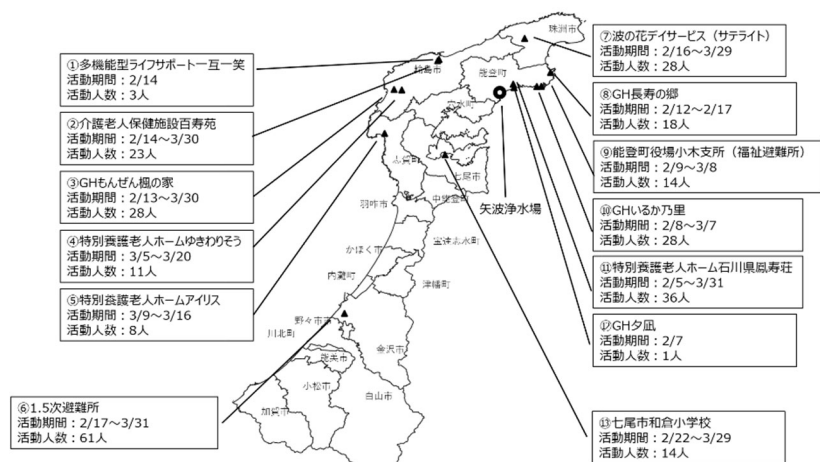 ①多機能型ライフサポート一互一笑
活動期間：2/14
活動人数：3人
②介護老人保健施設百寿苑
活動期間：2/14～3/30
活動人数：23人
③GHもんぜん楓の家
活動期間：2/13～3/30
活動人数：28人
④特別養護老人ホームゆきわりそう
活動期間：3/5～3/20
活動人数：11人
⑤特別養護老人ホームアイリス
活動期間：3/9～3/16
活動人数：8人
⑥1.5次避難所
活動期間：2/17～3/31
活動人数：61人
珠洲市
輪島市
能登町
穴水町
志賀町
七尾市
中能登町
羽咋市
宝達志水町
かほく市
内灘町
津幡町
野々市市
川北町
金沢市
能美市
小松市
加賀市
白山市
矢波浄水場
⑦波の花デイサービス（サテライト）
活動期間：2/16～3/29
活動人数：28人
⑧GH長寿の郷
活動期間：2/12～2/17
活動人数：18人
⑨能登町役場小木支所（福祉避難所）
活動期間：2/9～3/8
活動人数：14人
⑩GHいるか乃里
活動期間：2/8～3/7
活動人数：28人
⑪特別養護老人ホーム石川県鳳寿荘
活動期間：2/5～3/31
活動人数：36人
⑫GH夕凪
活動期間：2/7
活動人数：1人
⑬七尾市和倉小学校
活動期間：2/22～3/29
活動人数：14人